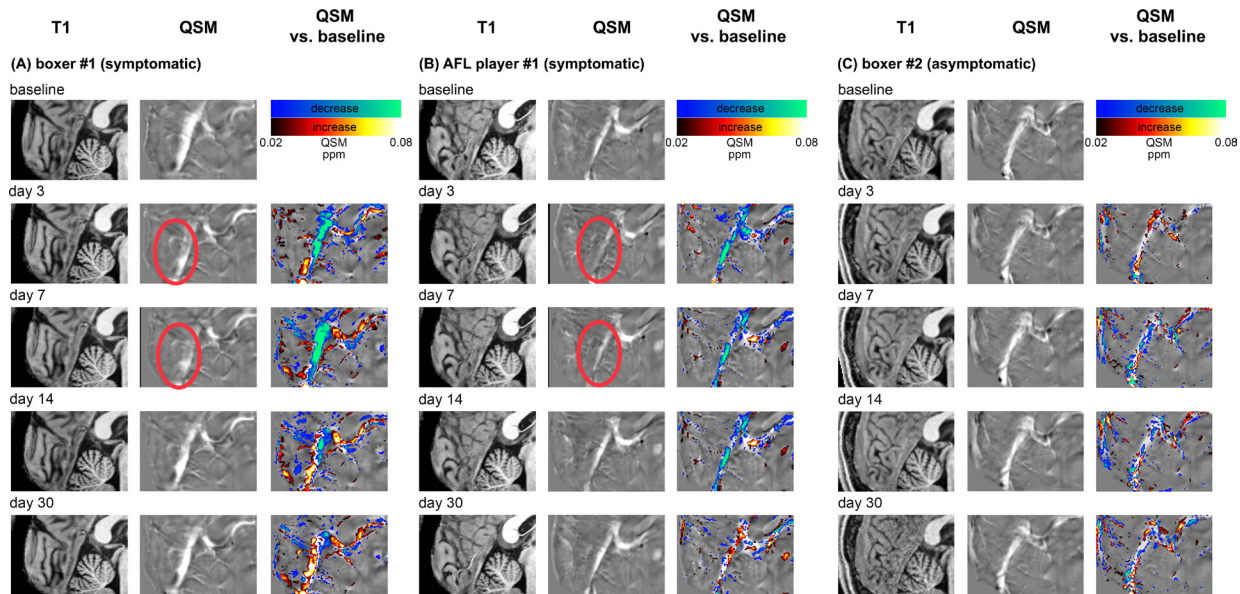 T1
QSM
QSM
vs. baseline
T1
QSM
QSM
vs. baseline
T1
QSM
QSM
vs. baseline
(A) boxer #1 (symptomatic)
(B) AFL player #1 (symptomatic)
(C) boxer #2 (asymptomatic)
baseline
decrease
increase
0.02
QSM
ppm
0.08
day 3
day 7
day 14
day 30
baseline
decrease
increase
0.02
QSM
ppm
0.08
day 3
day 7
day 14
day 30
baseline
decrease
increase
0.02
QSM
ppm
0.08
day 3
day 7
day 14
day 30